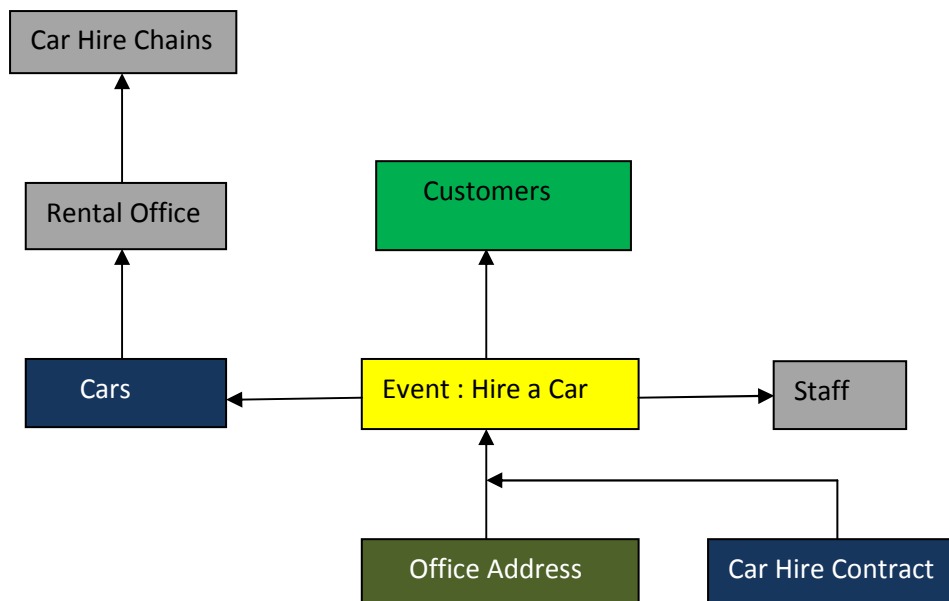 Car Hire Chains
Rental Office
Customers
Cars
Event : Hire a Car
Staff
Office Address
Car Hire Contract